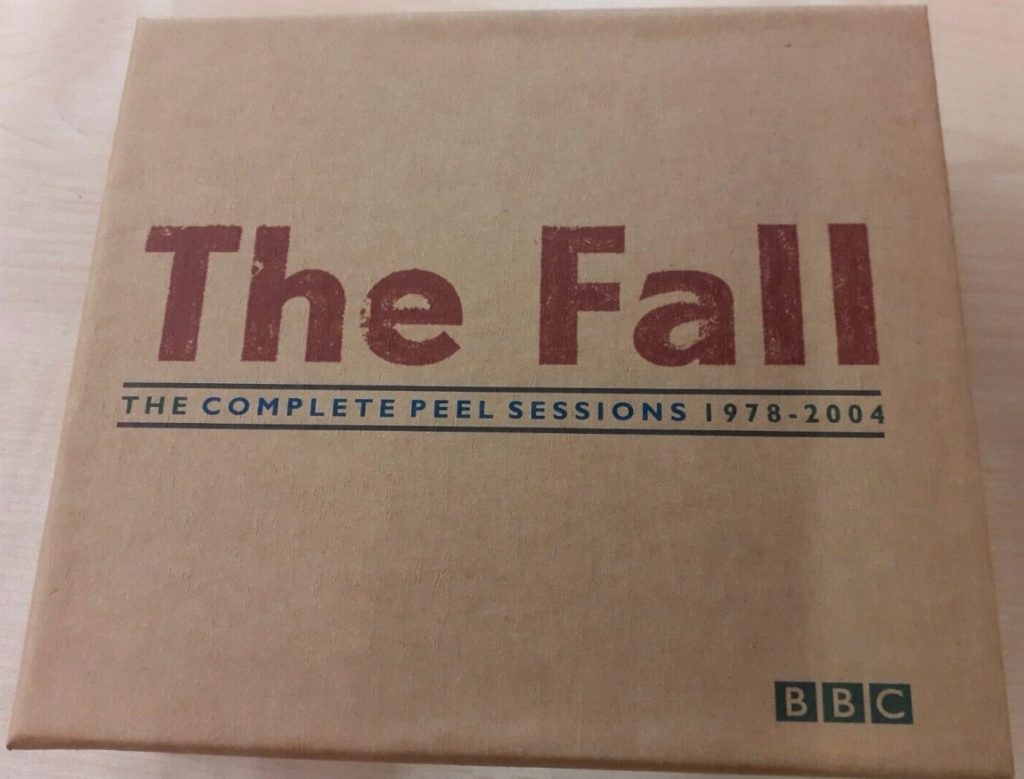 The Fall
THE COMPLETE PEEL SESSIONS 1978-2004
BBC